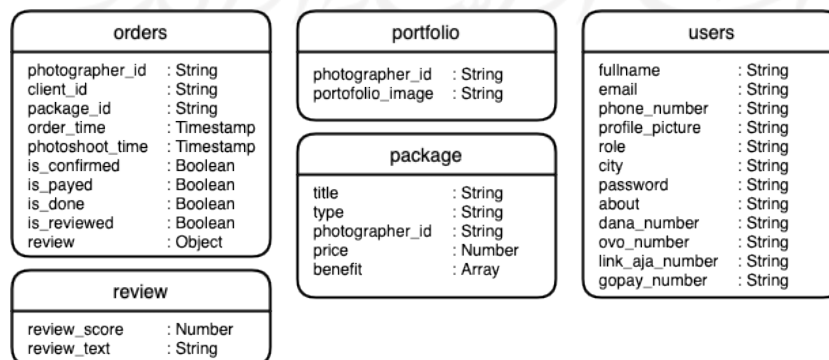 orders
photographer_id : String
client_id : String
package_id : String
order_time : Timestamp
photoshoot_time : Timestamp
is_confirmed : Boolean
is_payed : Boolean
is_done : Boolean
is_reviewed : Boolean
review : Object
review
review_score : Number
review_text : String
portfolio
photographer_id : String
portofolio_image : String
package
title : String
type : String
photographer_id : String
price : Number
benefit : Array
users
fullname : String
email : String
phone_number : String
profile_picture : String
role : String
city : String
password : String
about : String
dana_number : String
ovo_number : String
link_aja_number : String
gopay_number : String